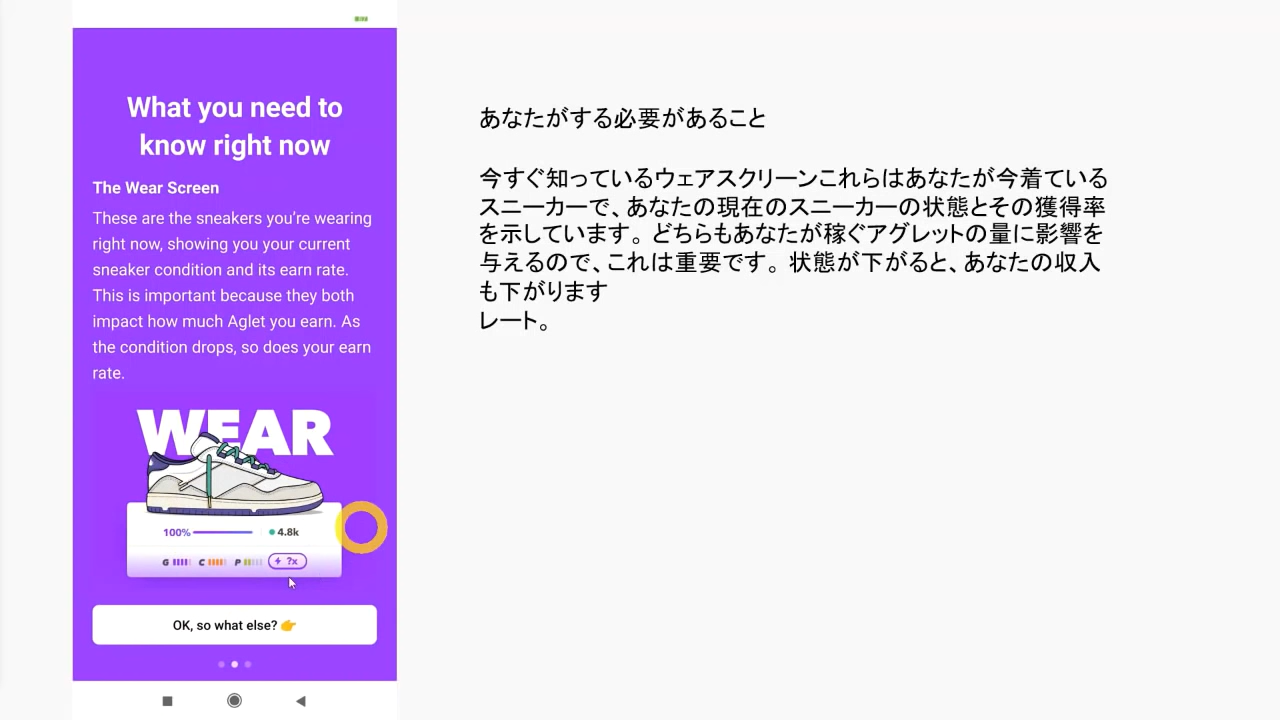 What you need to
know right now
The Wear Screen
These are the sneakers you're wearing
right now, showing you your current
sneaker condition and its earn rate.
This is important because they both
impact how much Aglet you earn. As
the condition drops, so does your earn
rate.
WEAR
100% 4.8k
G C P ?x
OK, so what else? 👉
あなたがする必要があること
今すぐ知っているウェアスクリーンこれらはあなたが今着ている
スニーカーで、あなたの現在のスニーカーの状態とその獲得率
を示しています。どちらもあなたが稼ぐアグレットの量に影響を
与えるので、これは重要です。状態が下がると、あなたの収入
も下がります
レート。